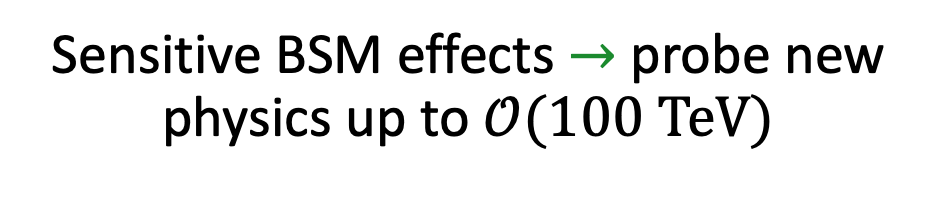 Sensitive BSM effects → probe new
physics up to 𝒪(100 TeV)